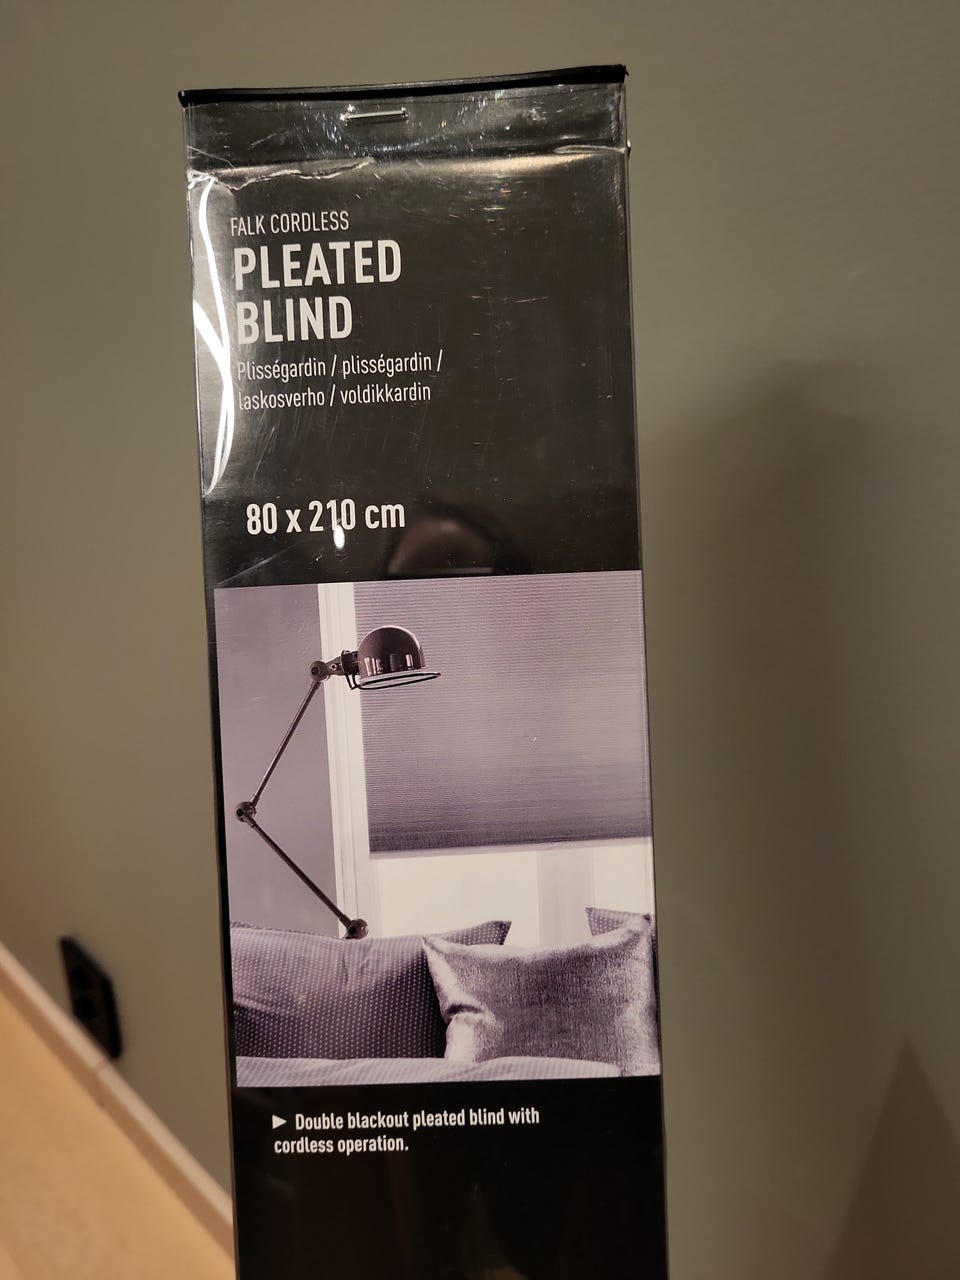 FALK CORDLESS
PLEATED
BLIND
Plisségardin / plisségardin /
laskosverho / voldikkardin
80 x 210 cm
► Double blackout pleated blind with
cordless operation.